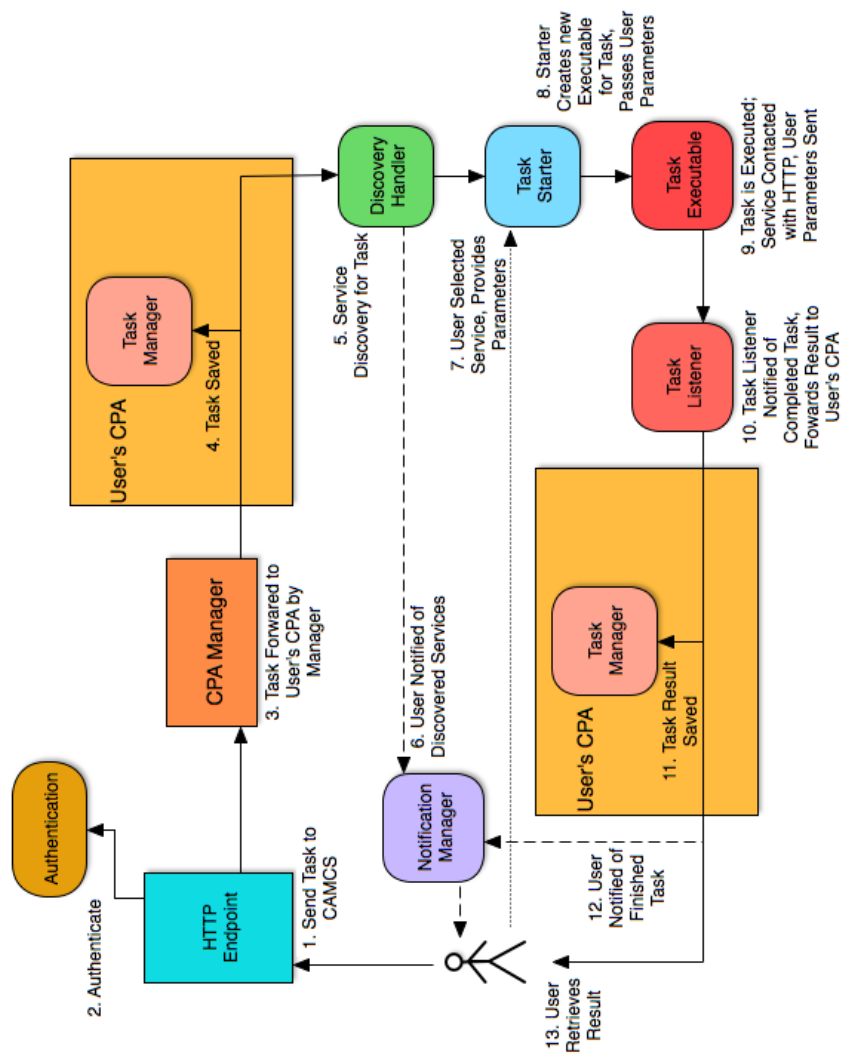 2. Authenticate
Authentication
HTTP
Endpoint
1. Send Task to
CAMCS
CPA Manager
3. Task Forwared to
User's CPA by
Manager
User's CPA
Task
Manager
4. Task Saved
5. Service
Discovery for Task
Discovery
Handler
6. User Notified of
Discovered Services
Notification
Manager
7. User Selected
Service, Provides
Parameters
Task
Starter
8. Starter
Creates new
Executable
for Task,
Passes User
Parameters
Task
Executable
9. Task is Executed;
Service Contacted
with HTTP, User
Parameters Sent
Task
Listener
10. Task Listener
Notified of
Completed Task,
Fowards Result to
User's CPA
User's CPA
Task
Manager
11. Task Result
Saved
12. User
Notified of
Finished
Task
13. User
Retrieves
Result